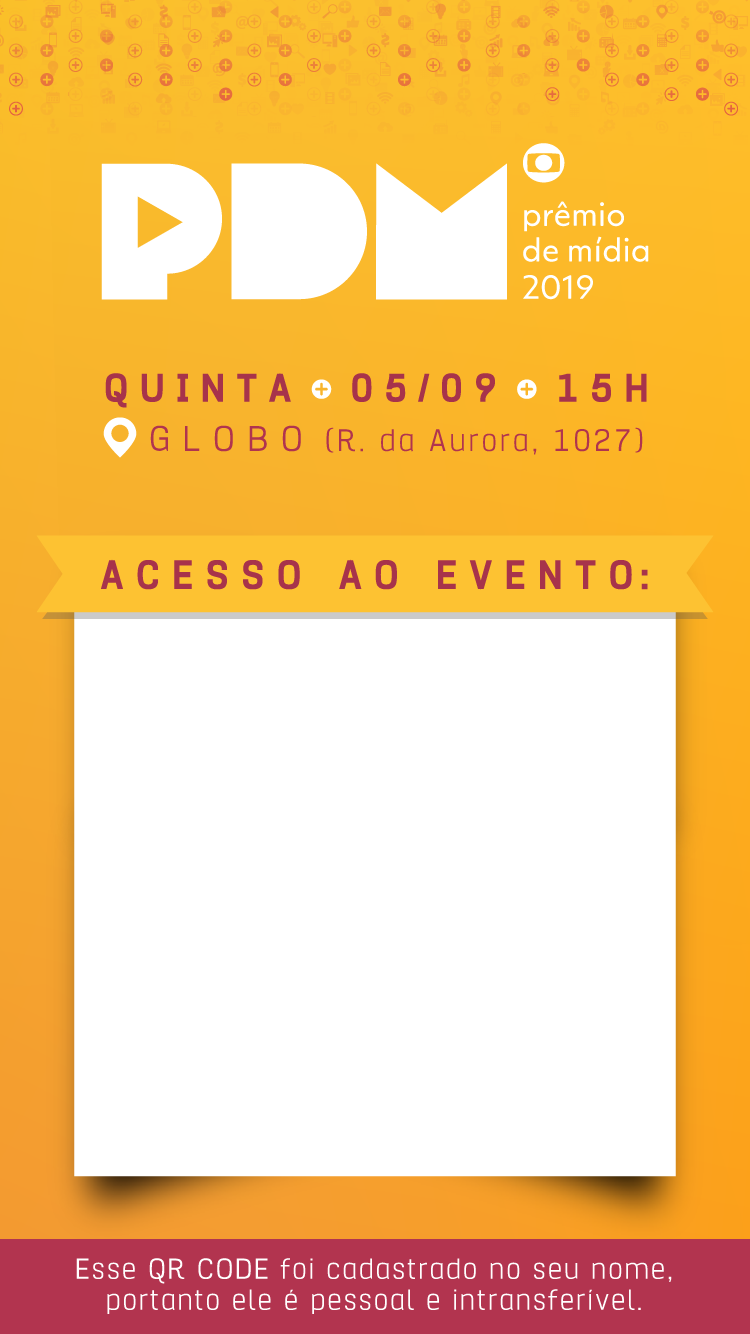 PDM
prêmio
de mídia
2019
QUINTA + 05/09 + 15H
GLOBO (R. da Aurora, 1027)
ACESSO AO EVENTO:
Esse QR CODE foi cadastrado no seu nome,
portanto ele é pessoal e intransferível.